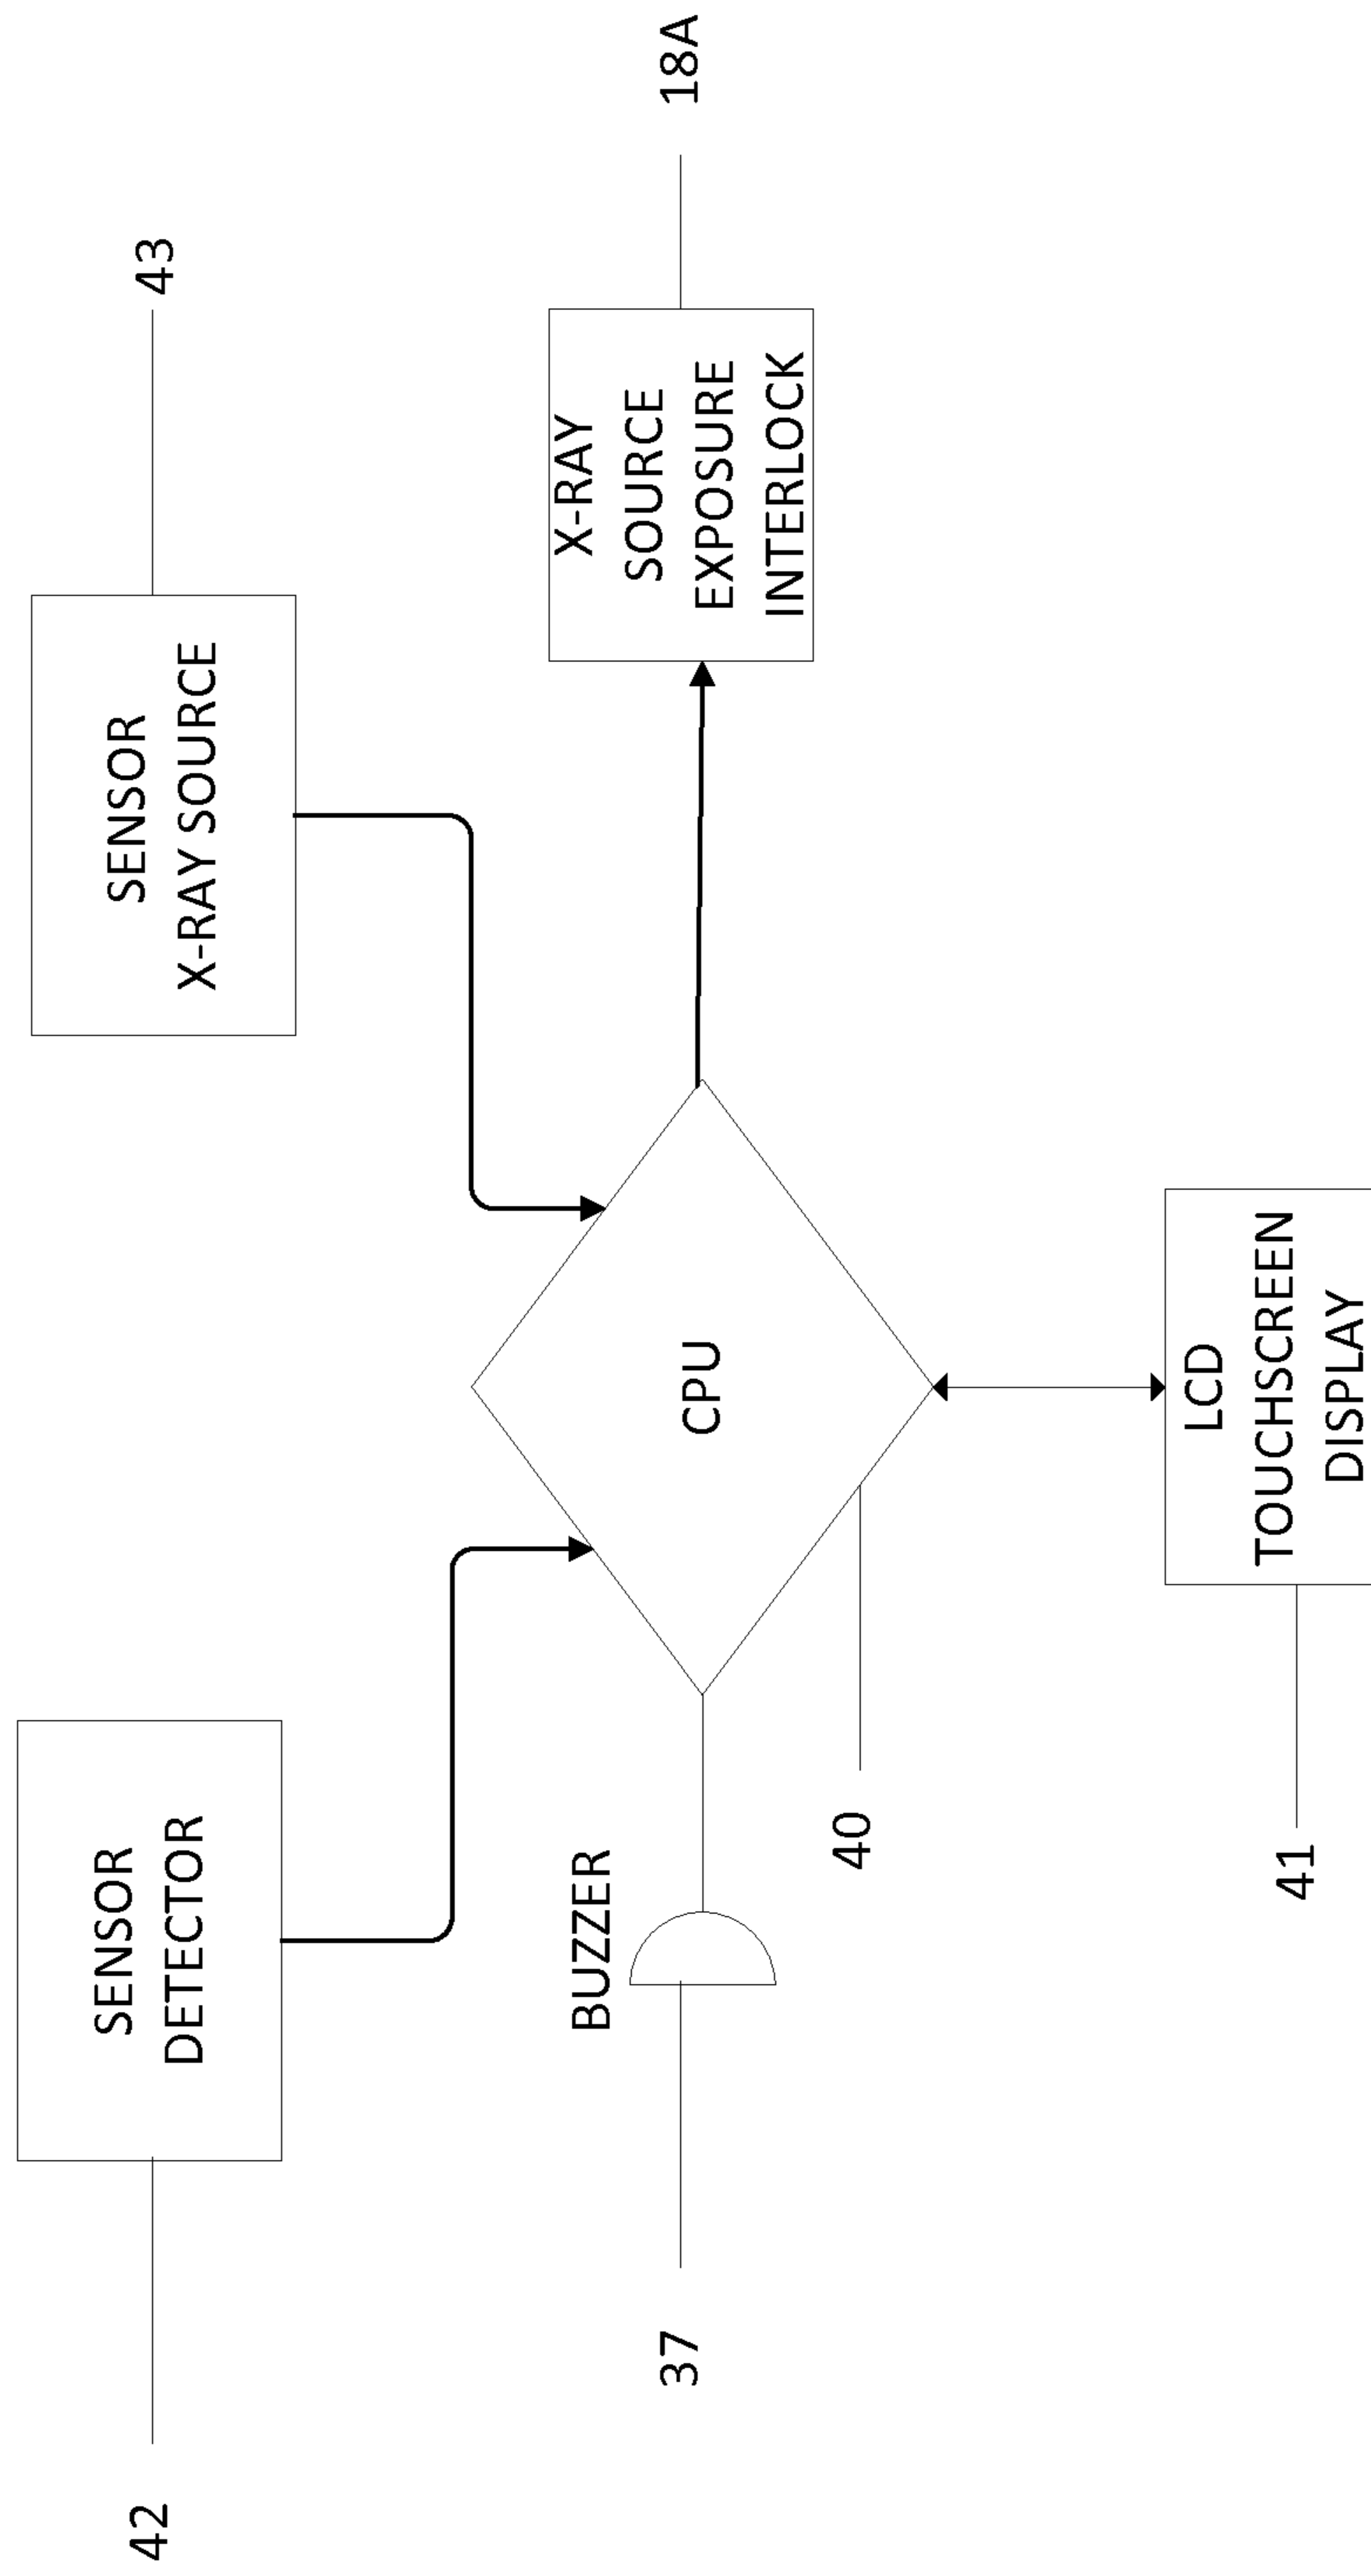 SENSOR
DETECTOR
42
SENSOR
X-RAY SOURCE
43
BUZZER
37
CPU
40
X-RAY
SOURCE
EXPOSURE
INTERLOCK
18A
LCD
TOUCHSCREEN
DISPLAY
41